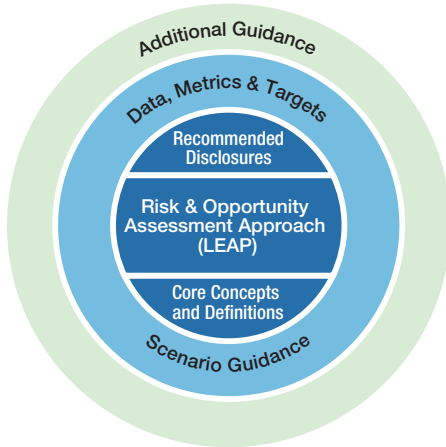 Additional Guidance
Data, Metrics & Targets
Recommended
Disclosures
Risk & Opportunity
Assessment Approach
(LEAP)
Core Concepts
and Definitions
Scenario Guidance